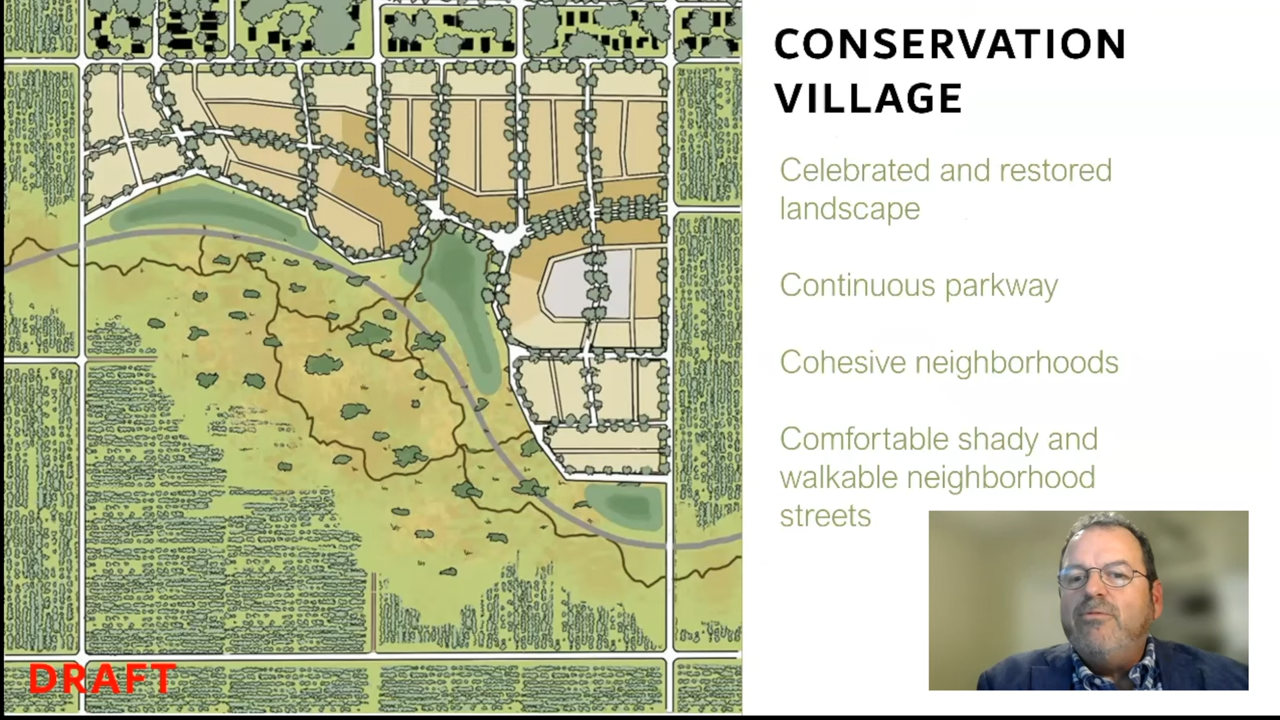 CONSERVATION
VILLAGE
Celebrated and restored
landscape
Continuous parkway
Cohesive neighborhoods
Comfortable shady and
walkable neighborhood
streets
DRAFT